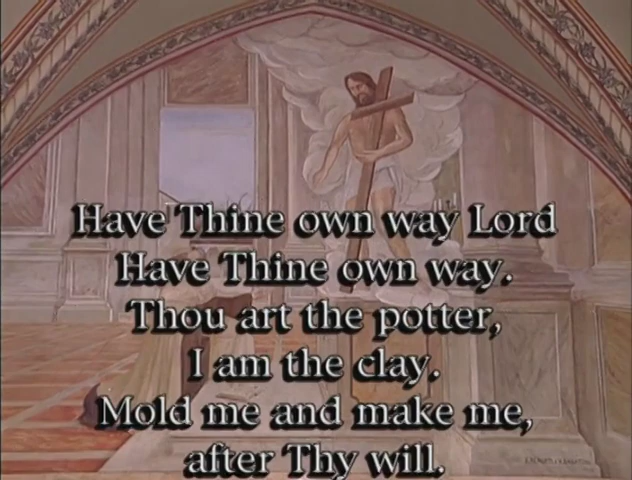 Have Thine own way Lord
Have Thine own way.
Thou art the potter,
I am the clay.
Mold me and make me,
after Thy will.